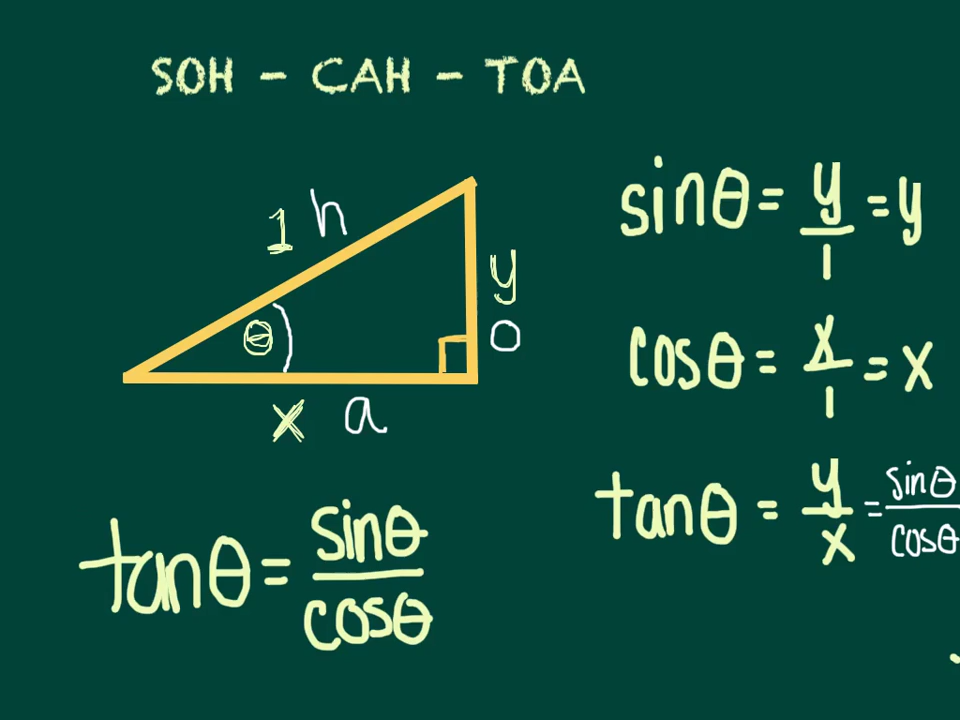 SOH - CAH - TOA
1 h
y
o
θ
x a
sinθ = y/1 = y
cosθ = x/1 = x
tanθ = y/x = sinθ/cosθ
tanθ = sinθ/cosθ